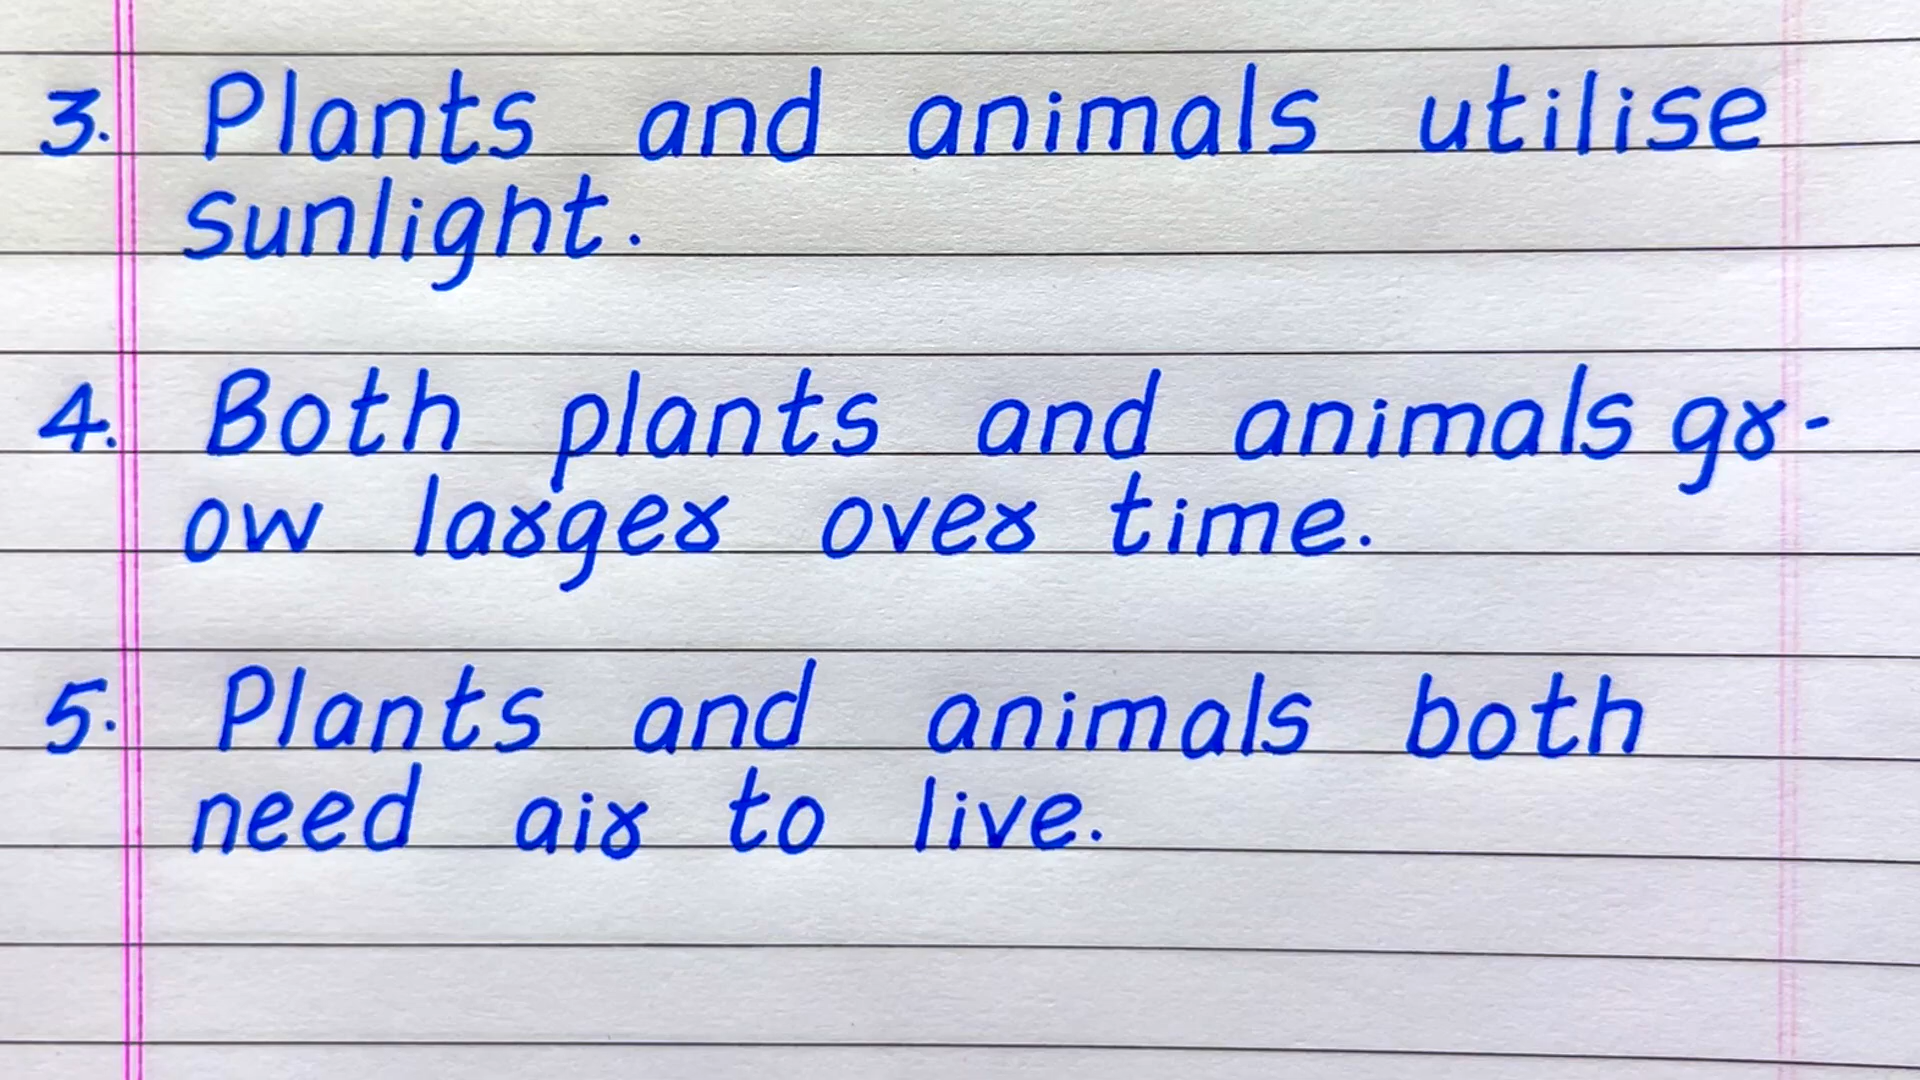 3. Plants and animals utilise
sunlight.
4. Both plants and animals gr-
ow larger over time.
5. Plants and animals both
need air to live.